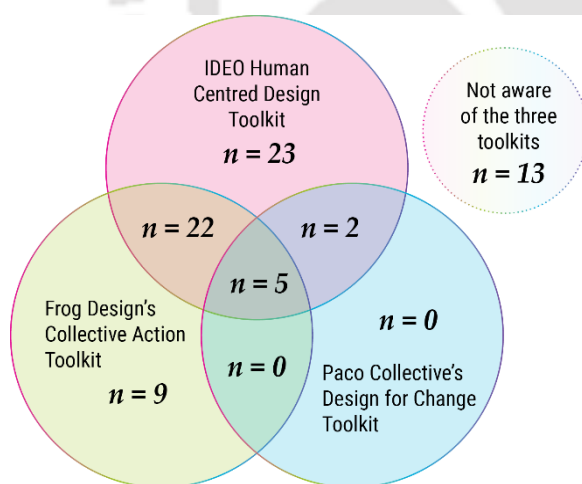 IDEO Human
Centred Design
Toolkit
n = 23
Not aware
of the three
toolkits
n = 13
n = 22
n = 2
n = 5
Frog Design's
Collective Action
Toolkit
n = 9
n = 0
n = 0
Paco Collective's
Design for Change
Toolkit